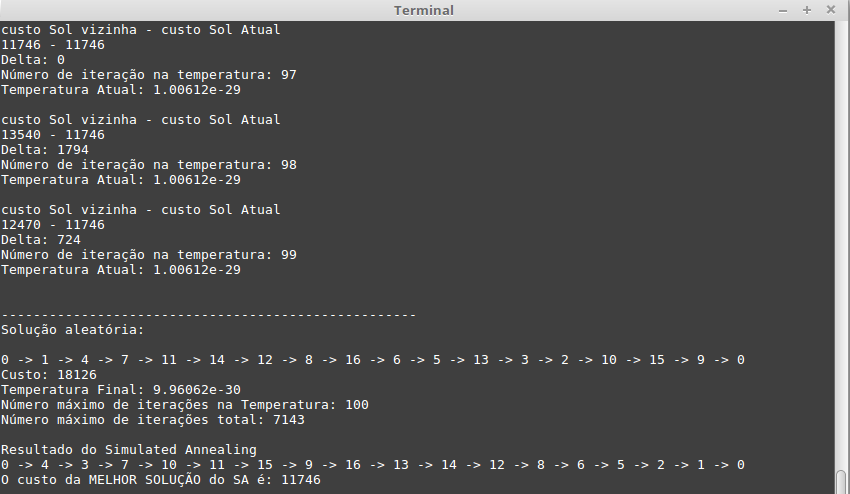 Terminal
custo Sol vizinha - custo Sol Atual
11746 - 11746
Delta: 0
Número de iteração na temperatura: 97
Temperatura Atual: 1.00612e-29
custo Sol vizinha - custo Sol Atual
13540 - 11746
Delta: 1794
Número de iteração na temperatura: 98
Temperatura Atual: 1.00612e-29
custo Sol vizinha - custo Sol Atual
12470 - 11746
Delta: 724
Número de iteração na temperatura: 99
Temperatura Atual: 1.00612e-29
----------------------------------------------------
Solução aleatória:
0 -> 1 -> 4 -> 7 -> 11 -> 14 -> 12 -> 8 -> 16 -> 6 -> 5 -> 13 -> 3 -> 2 -> 10 -> 15 -> 9 -> 0
Custo: 18126
Temperatura Final: 9.96062e-30
Número máximo de iterações na Temperatura: 100
Número máximo de iterações total: 7143
Resultado do Simulated Annealing
0 -> 4 -> 3 -> 7 -> 10 -> 11 -> 15 -> 9 -> 16 -> 13 -> 14 -> 12 -> 8 -> 6 -> 5 -> 2 -> 1 -> 0
O custo da MELHOR SOLUÇÃO do SA é: 11746